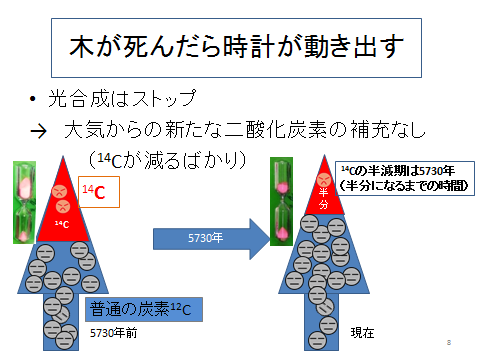 木が死んだら時計が動き出す
• 光合成はストップ
→ 大気からの新たな二酸化炭素の補充なし
（¹⁴Cが減るばかり）
¹⁴C
¹⁴C
普通の炭素¹²C
5730年前
5730年
¹⁴Cの半減期は5730年
（半分になるまでの時間）
半
分
現在
8